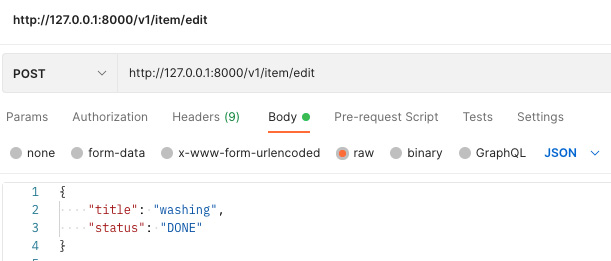 http://127.0.0.1:8000/v1/item/edit
POST http://127.0.0.1:8000/v1/item/edit
Params Authorization Headers (9) Body Pre-request Script Tests Settings
none form-data x-www-form-urlencoded raw binary GraphQL JSON
1 {
2 "title": "washing",
3 "status": "DONE"
4 }